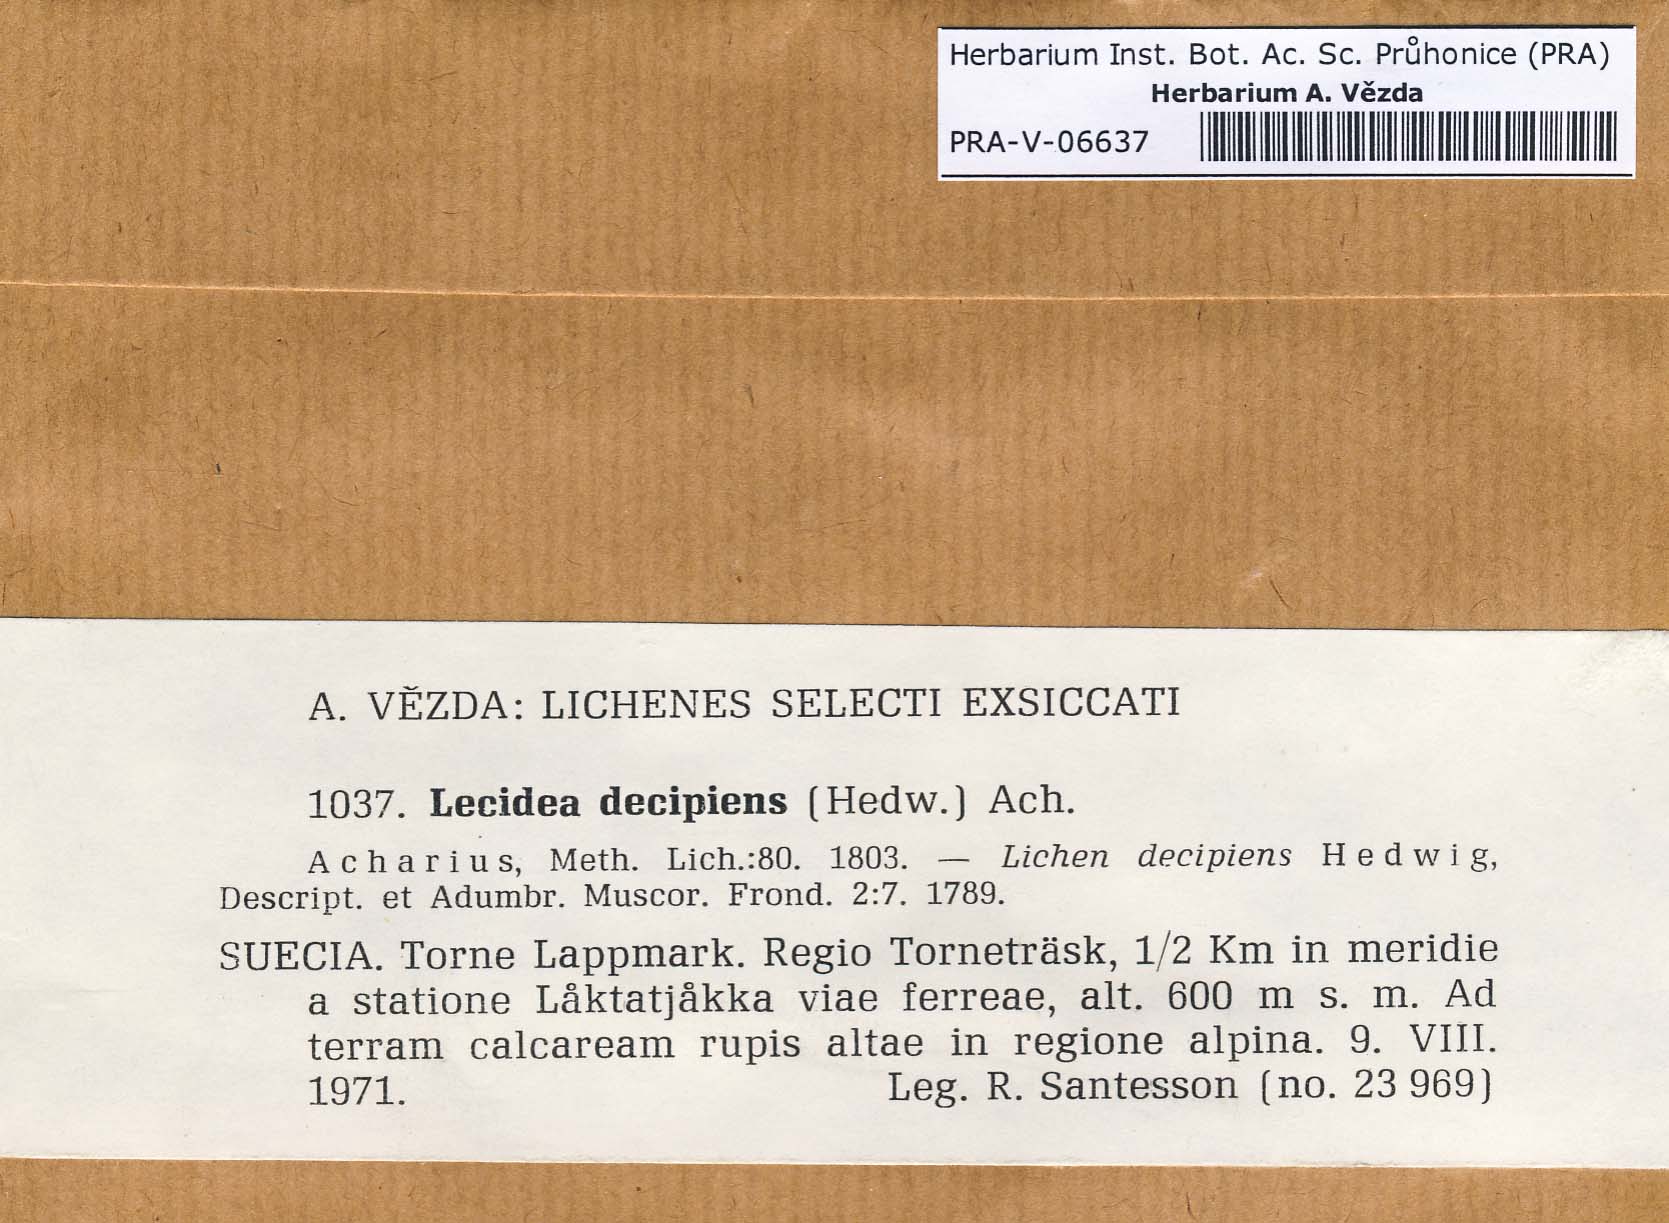 Herbarium Inst. Bot. Ac. Sc. Průhonice (PRA)
Herbarium A. Vězda
PRA-V-06637
A. VĚZDA: LICHENES SELECTI EXSICCATI
1037. Lecidea decipiens (Hedw.) Ach.
Acharius, Meth. Lich.:80. 1803. — Lichen decipiens Hedwig,
Descript. et Adumbr. Muscor. Frond. 2:7. 1789.
SUECIA. Torne Lappmark. Regio Torneträsk, 1/2 Km in meridie
a statione Låktatjåkka viae ferreae, alt. 600 m s. m. Ad
terram calcaream rupis altae in regione alpina. 9. VIII.
1971. Leg. R. Santesson (no. 23 969)